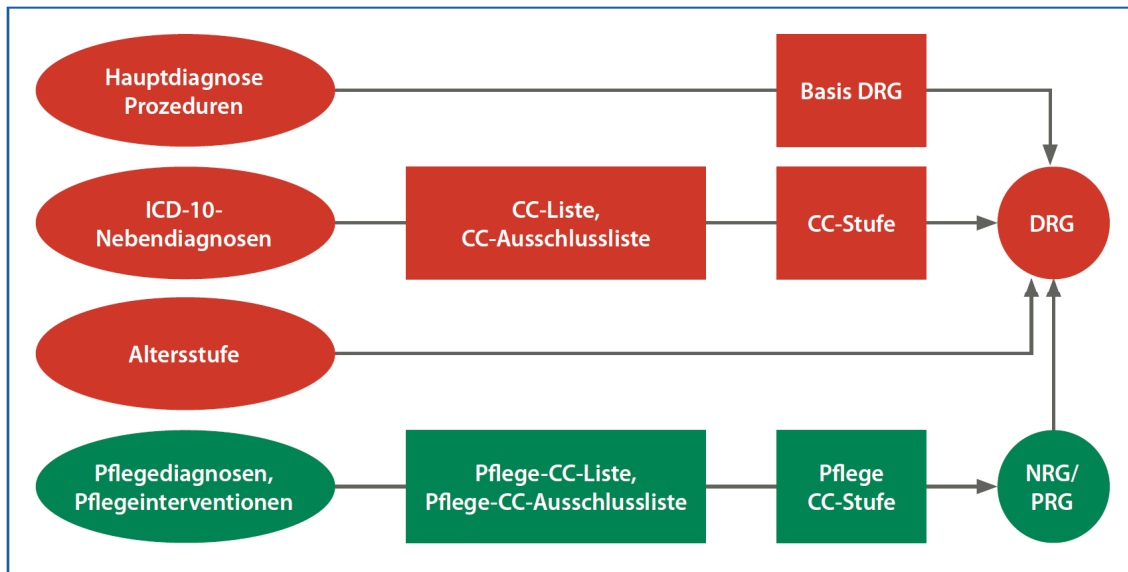 Hauptdiagnose
Prozeduren
Basis DRG
ICD-10-
Nebendiagnosen
CC-Liste,
CC-Ausschlussliste
CC-Stufe
DRG
Altersstufe
Pflegediagnosen,
Pflegeinterventionen
Pflege-CC-Liste,
Pflege-CC-Ausschlussliste
Pflege
CC-Stufe
NRG/
PRG